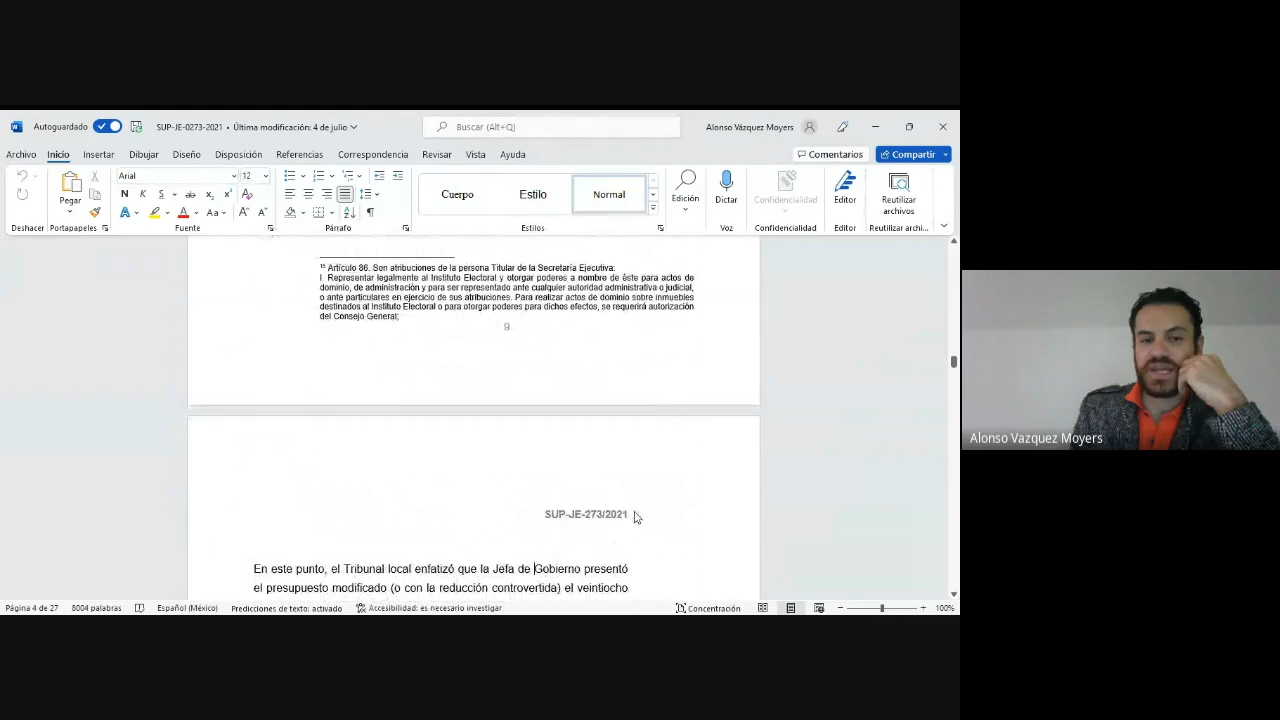 Autoguardado
SUP-JE-0273-2021 • Última modificación: 4 de julio
Buscar (Alt+Q)
Alonso Vázquez Moyers
Archivo Inicio Insertar Dibujar Diseño Disposición Referencias Correspondencia Revisar Vista Ayuda
Comentarios
Compartir
Arial 12
Pegar
N K S ab x₂ x²
A A Aa A A
Cuerpo Estilo Normal
Edición Dictar Confidencialidad Editor Reutilizar
archivos
Deshacer Portapapeles Fuente Párrafo Estilos Voz Confidencialidad Editor Reutilizar archi...
¹⁵ Artículo 86. Son atribuciones de la persona Titular de la Secretaría Ejecutiva:
I. Representar legalmente al Instituto Electoral y otorgar poderes a nombre de éste para actos de
dominio, de administración y para ser representado ante cualquier autoridad administrativa o judicial,
o ante particulares en ejercicio de sus atribuciones. Para realizar actos de dominio sobre inmuebles
destinados al Instituto Electoral o para otorgar poderes para dichos efectos, se requerirá autorización
del Consejo General;
9
SUP-JE-273/2021
En este punto, el Tribunal local enfatizó que la Jefa de Gobierno presentó
el presupuesto modificado (o con la reducción controvertida) el veintiocho
Página 4 de 27 8004 palabras Español (México) Predicciones de texto: activado Accesibilidad: es necesario investigar Concentración 100%
Alonso Vazquez Moyers